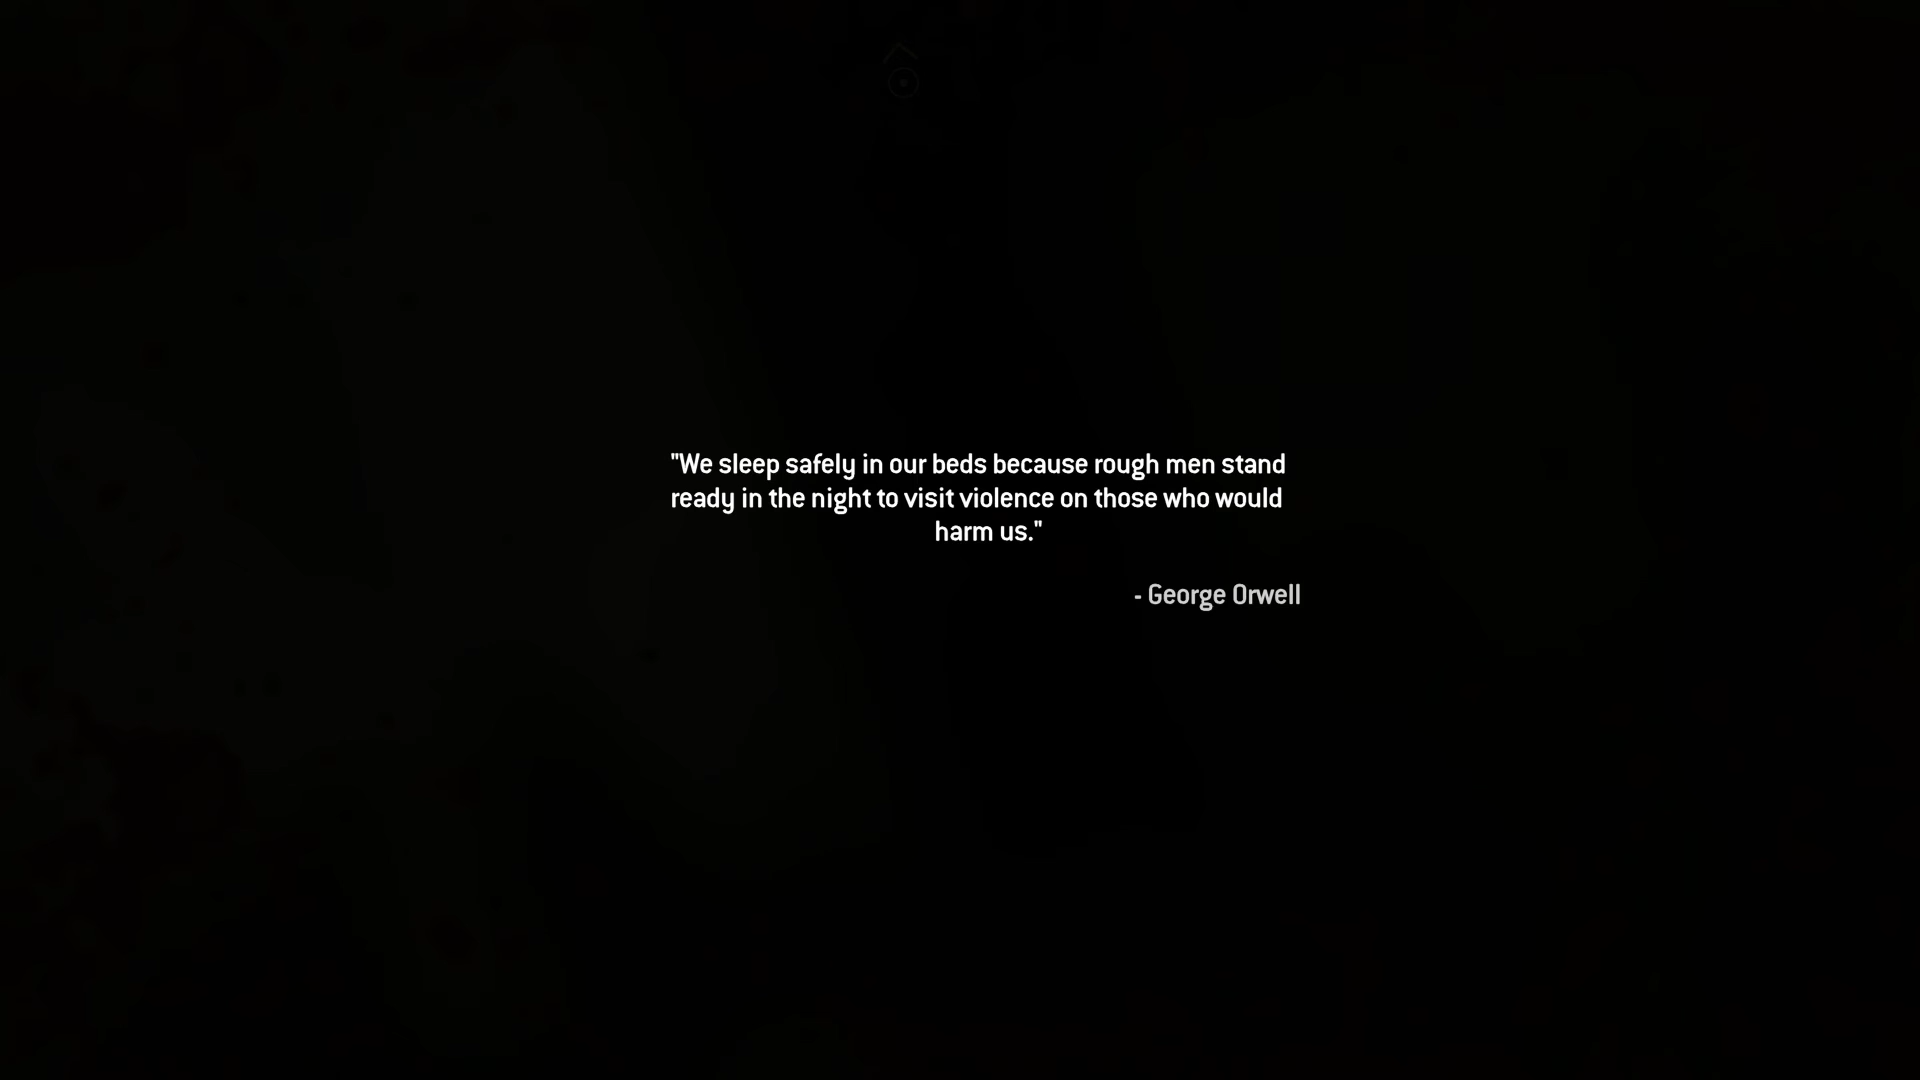 "We sleep safely in our beds because rough men stand
ready in the night to visit violence on those who would
harm us."
- George Orwell